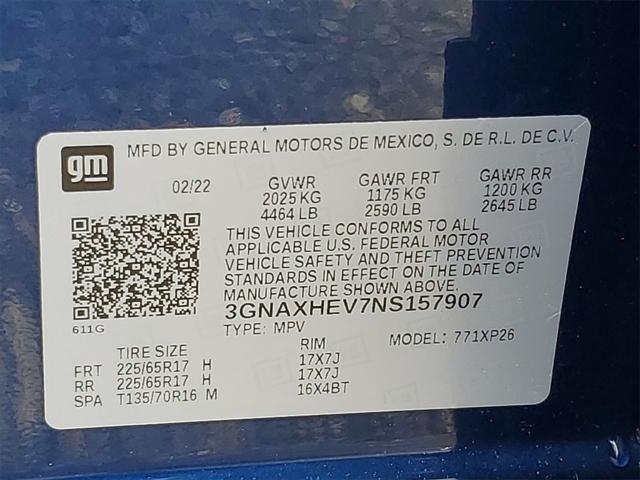 gm
MFD BY GENERAL MOTORS DE MEXICO, S. DE R.L. DE C.V.
02/22 GVWR GAWR FRT GAWR RR
2025 KG 1175 KG 1200 KG
4464 LB 2590 LB 2645 LB
THIS VEHICLE CONFORMS TO ALL
APPLICABLE U.S. FEDERAL MOTOR
VEHICLE SAFETY AND THEFT PREVENTION
STANDARDS IN EFFECT ON THE DATE OF
MANUFACTURE SHOWN ABOVE.
3GNAXHEV7NS157907
611G
TYPE: MPV MODEL: 771XP26
TIRE SIZE RIM
FRT 225/65R17 H 17X7J
RR 225/65R17 H 17X7J
SPA T135/70R16 M 16X4BT